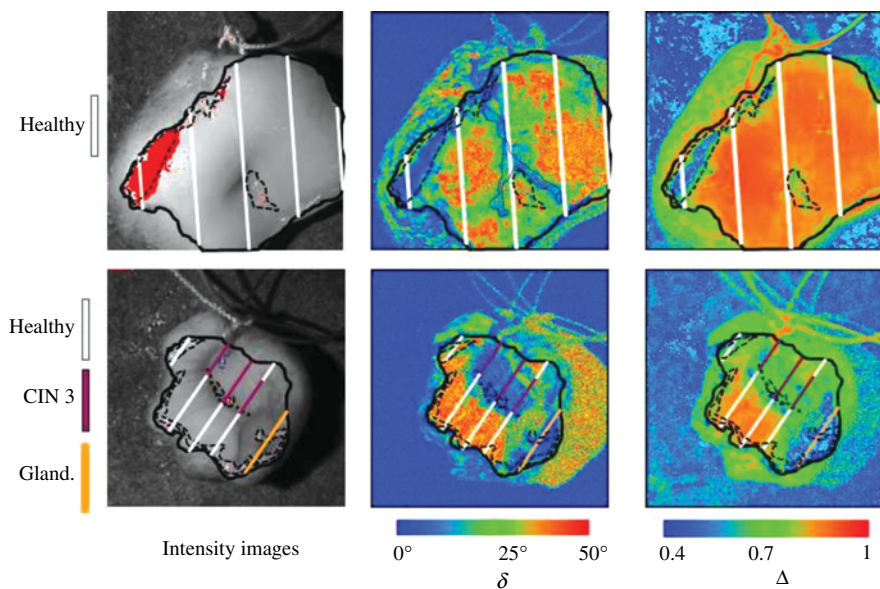 Healthy
Healthy
CIN 3
Gland.
Intensity images
0° 25° 50°
δ
0.4 0.7 1
Δ